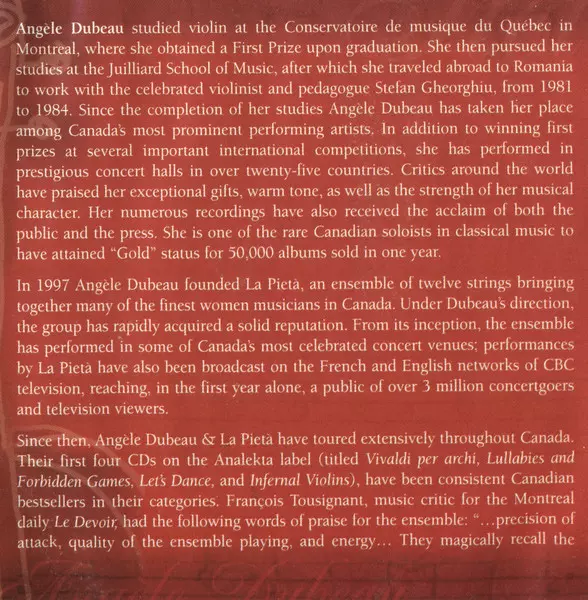 Angèle Dubeau studied violin at the Conservatoire de musique du Québec in
Montreal, where she obtained a First Prize upon graduation. She then pursued her
studies at the Juilliard School of Music, after which she traveled abroad to Romania
to work with the celebrated violinist and pedagogue Stefan Gheorghiu, from 1981
to 1984. Since the completion of her studies Angèle Dubeau has taken her place
among Canada's most prominent performing artists. In addition to winning first
prizes at several important international competitions, she has performed in
prestigious concert halls in over twenty-five countries. Critics around the world
have praised her exceptional gifts, warm tone, as well as the strength of her musical
character. Her numerous recordings have also received the acclaim of both the
public and the press. She is one of the rare Canadian soloists in classical music to
have attained "Gold" status for 50,000 albums sold in one year.
In 1997 Angèle Dubeau founded La Pietà, an ensemble of twelve strings bringing
together many of the finest women musicians in Canada. Under Dubeau's direction,
the group has rapidly acquired a solid reputation. From its inception, the ensemble
has performed in some of Canada's most celebrated concert venues; performances
by La Pietà have also been broadcast on the French and English networks of CBC
television, reaching, in the first year alone, a public of over 3 million concertgoers
and television viewers.
Since then, Angèle Dubeau & La Pietà have toured extensively throughout Canada.
Their first four CDs on the Analekta label (titled Vivaldi per archi, Lullabies and
Forbidden Games, Let's Dance, and Infernal Violins), have been consistent Canadian
bestsellers in their categories. François Tousignant, music critic for the Montreal
daily Le Devoir, had the following words of praise for the ensemble: "…precision of
attack, quality of the ensemble playing, and energy… They magically recall the